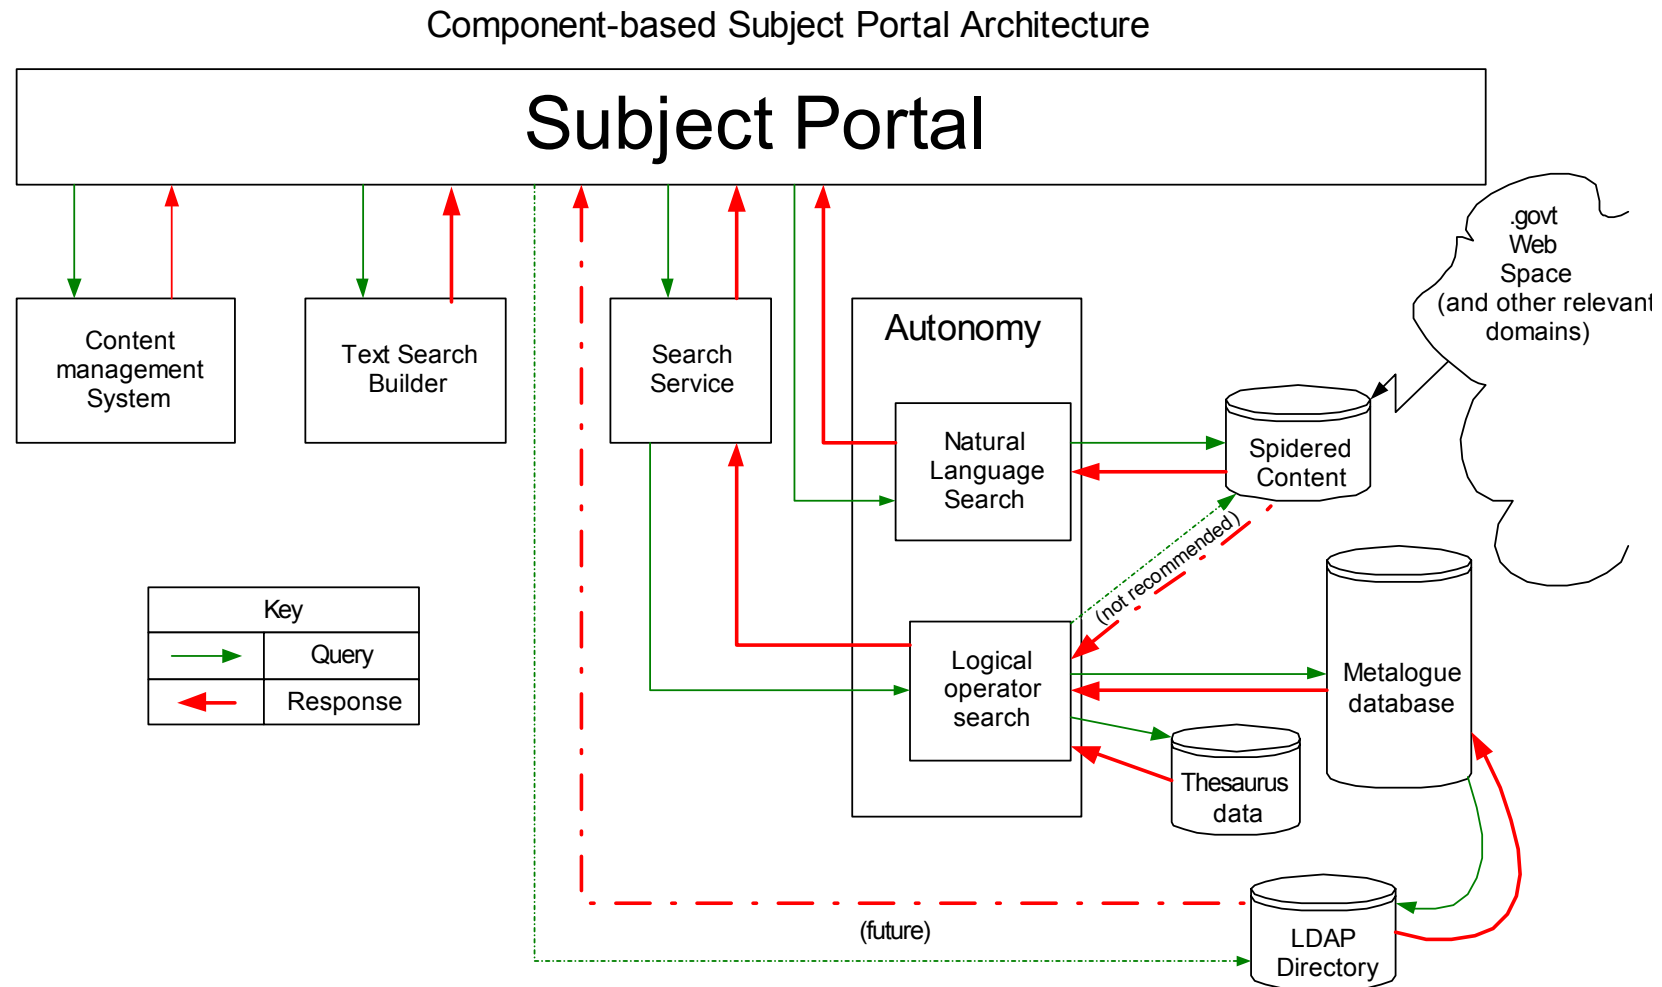 Component-based Subject Portal Architecture
Subject Portal
.govt
Web
Space
(and other relevant
domains)
Content
management
System
Text Search
Builder
Search
Service
Autonomy
Natural
Language
Search
Spidered
Content
(not recommended)
Key
Query
Response
Logical
operator
search
Metalogue
database
Thesaurus
data
(future)
LDAP
Directory